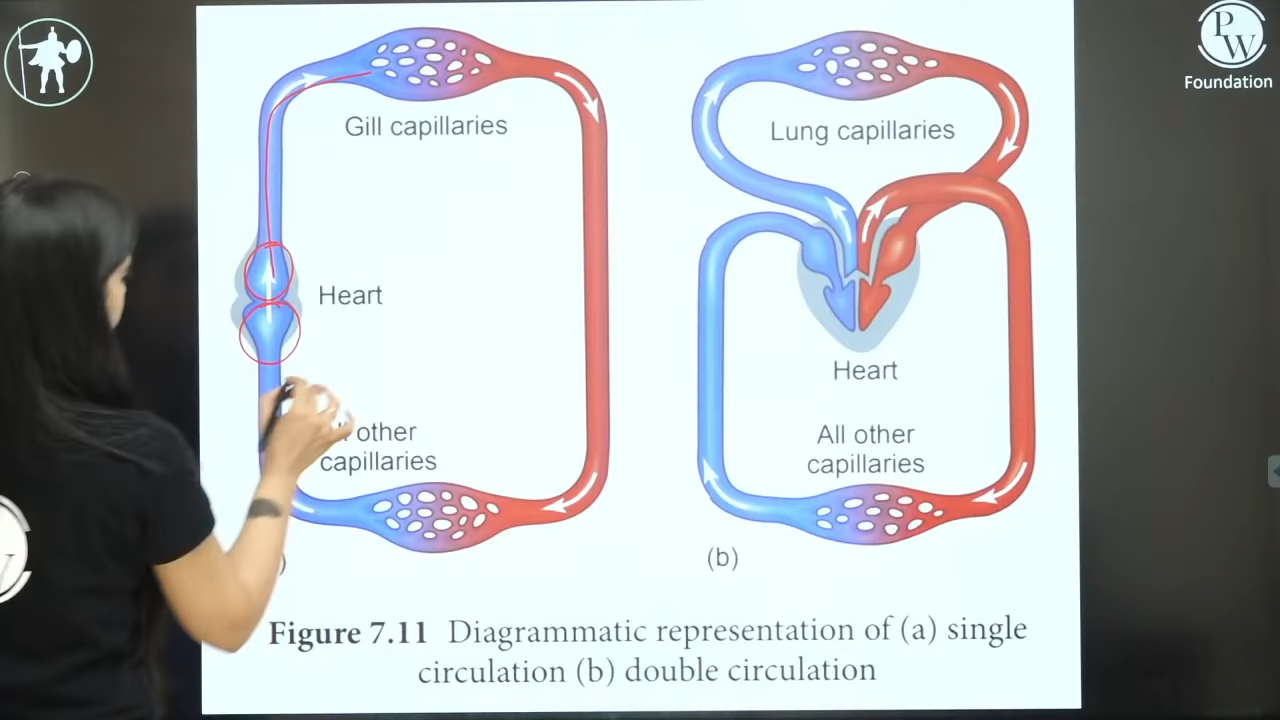 PW
Foundation
Gill capillaries
Heart
other
capillaries
Lung capillaries
Heart
All other
capillaries
(b)
Figure 7.11 Diagrammatic representation of (a) single
circulation (b) double circulation